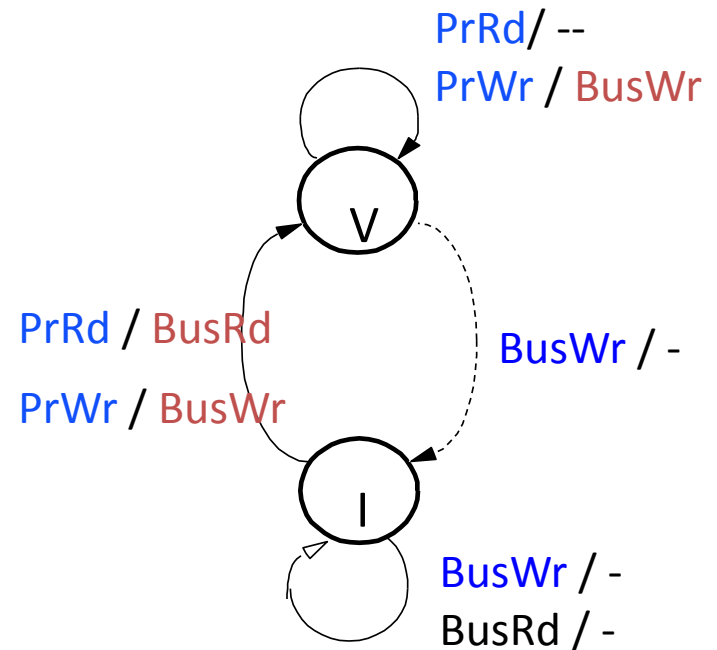 PrRd/ --
PrWr / BusWr
V
PrRd / BusRd
BusWr / -
PrWr / BusWr
I
BusWr / -
BusRd / -